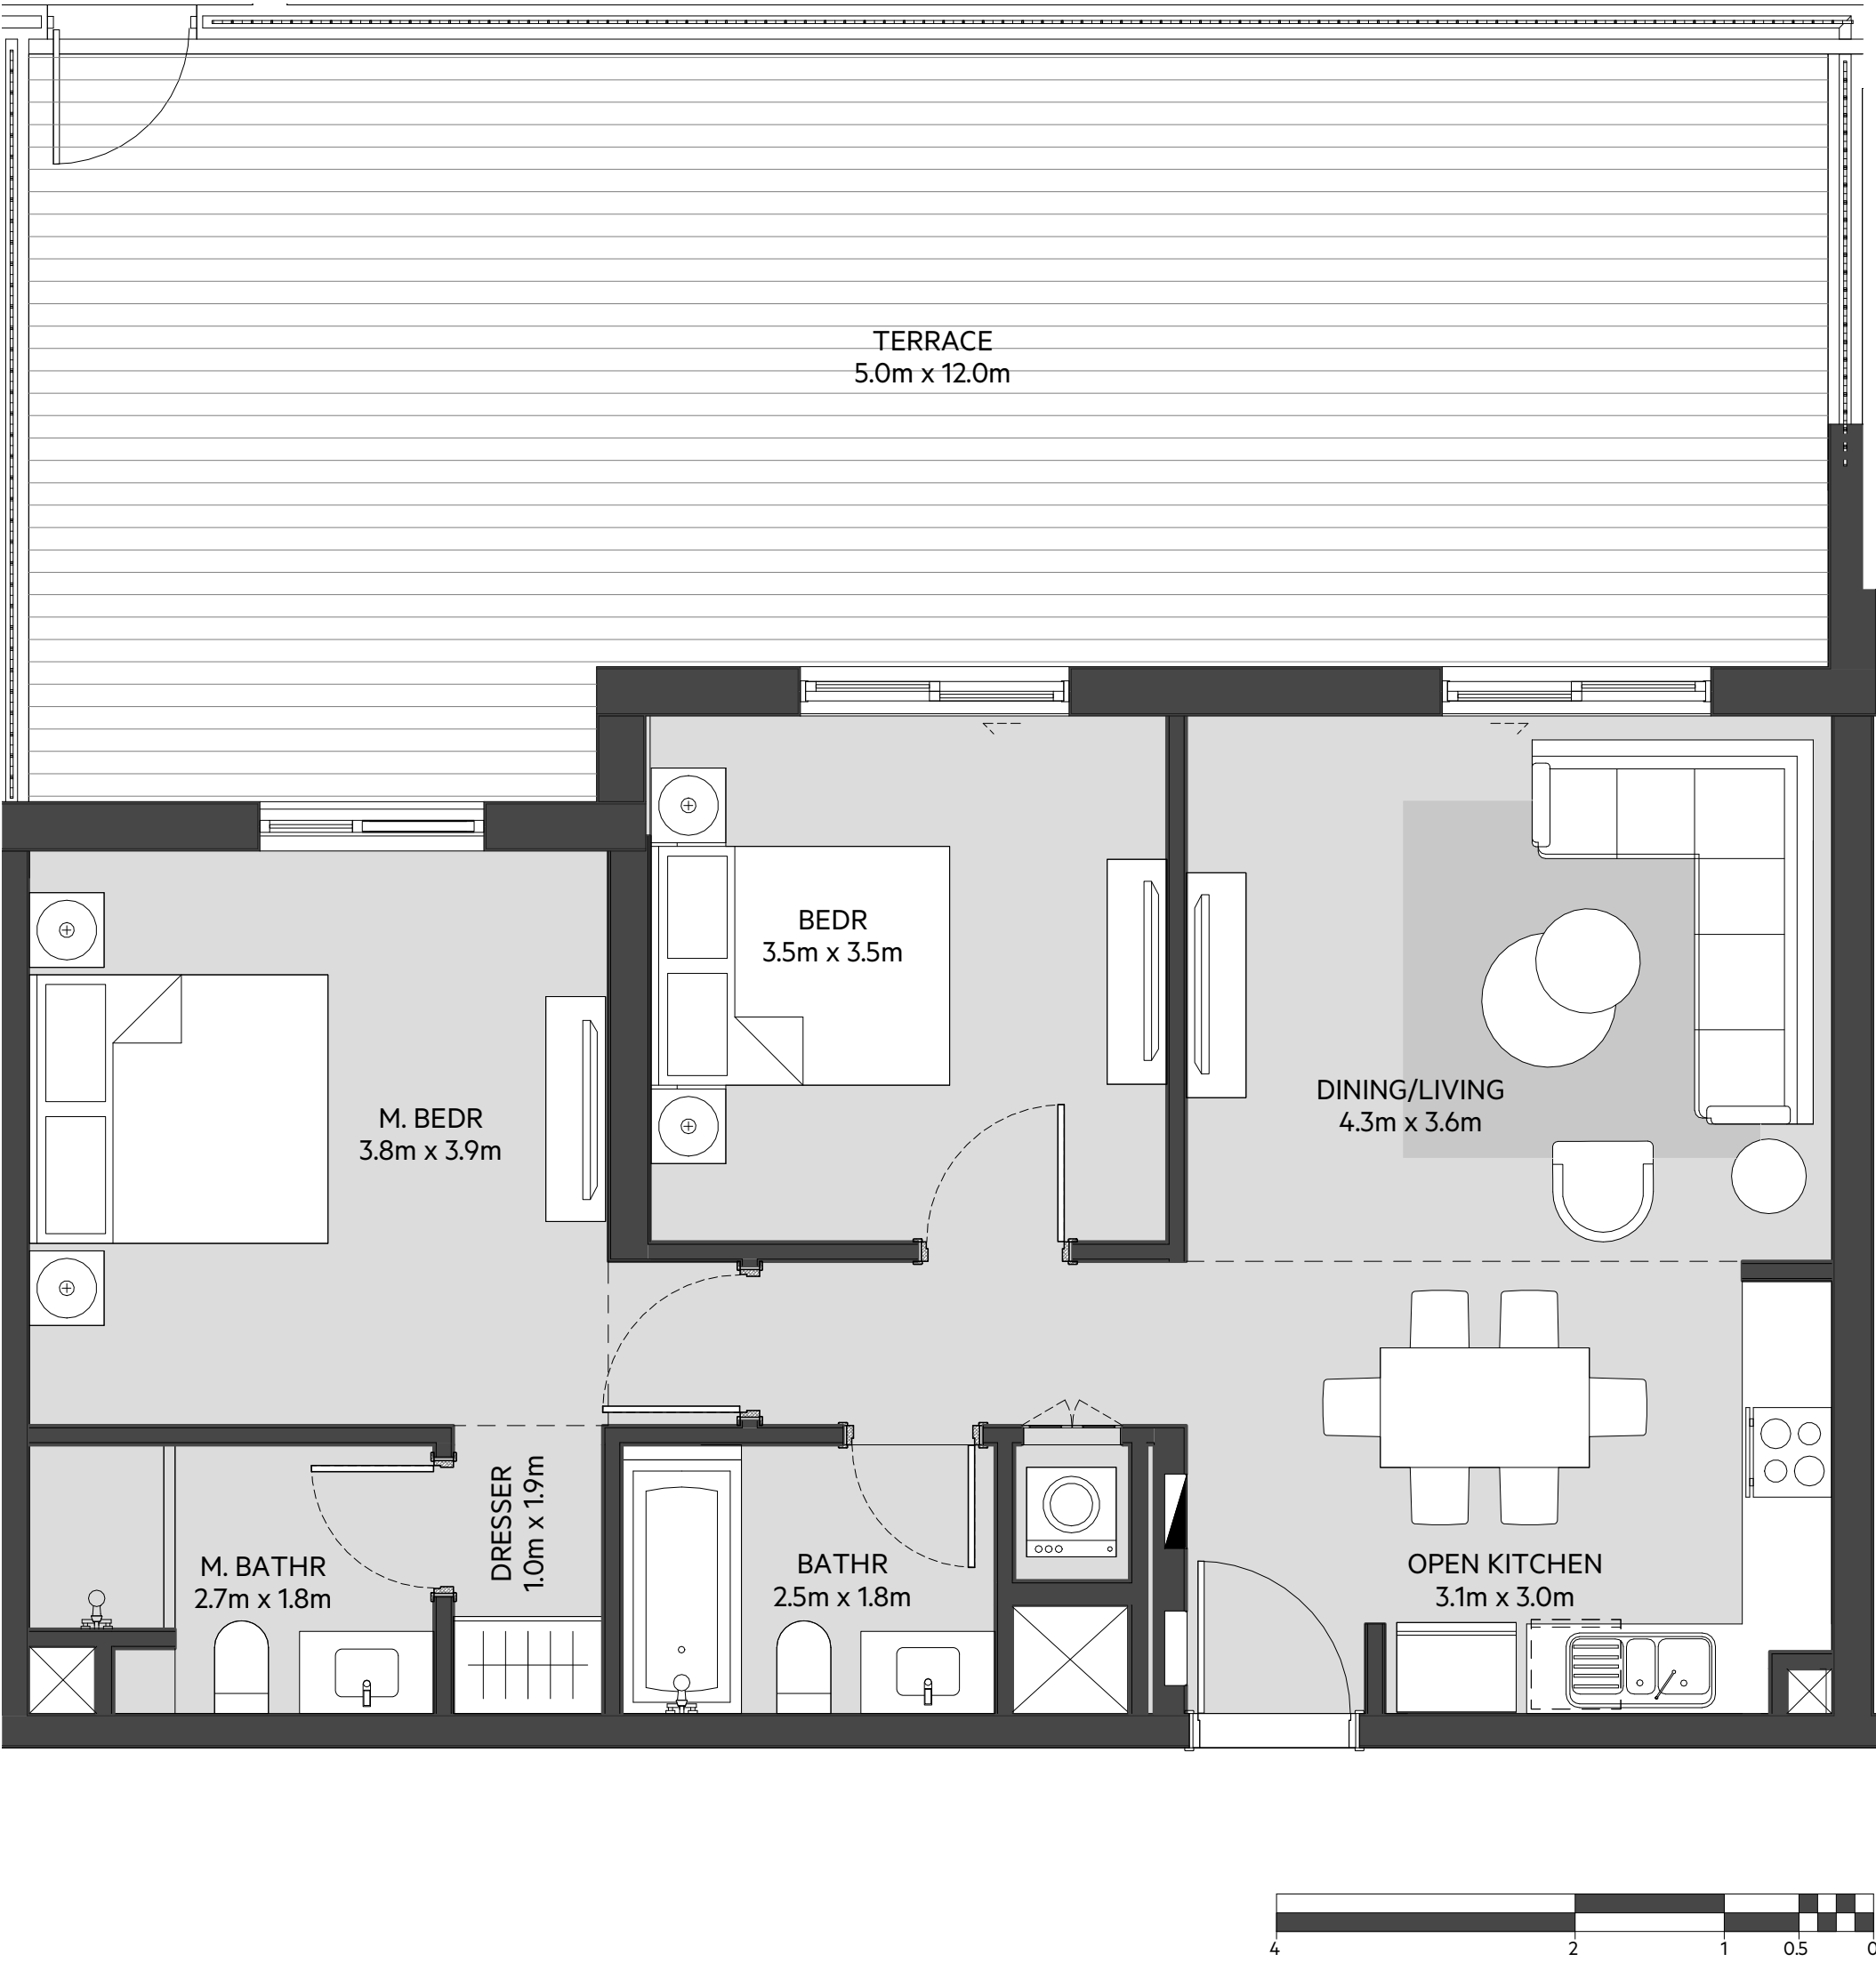 TERRACE
5.0m x 12.0m
BEDR
3.5m x 3.5m
M. BEDR
3.8m x 3.9m
DINING/LIVING
4.3m x 3.6m
DRESSER
1.0m x 1.9m
M. BATHR
2.7m x 1.8m
BATHR
2.5m x 1.8m
OPEN KITCHEN
3.1m x 3.0m
4 2 1 0.5 0